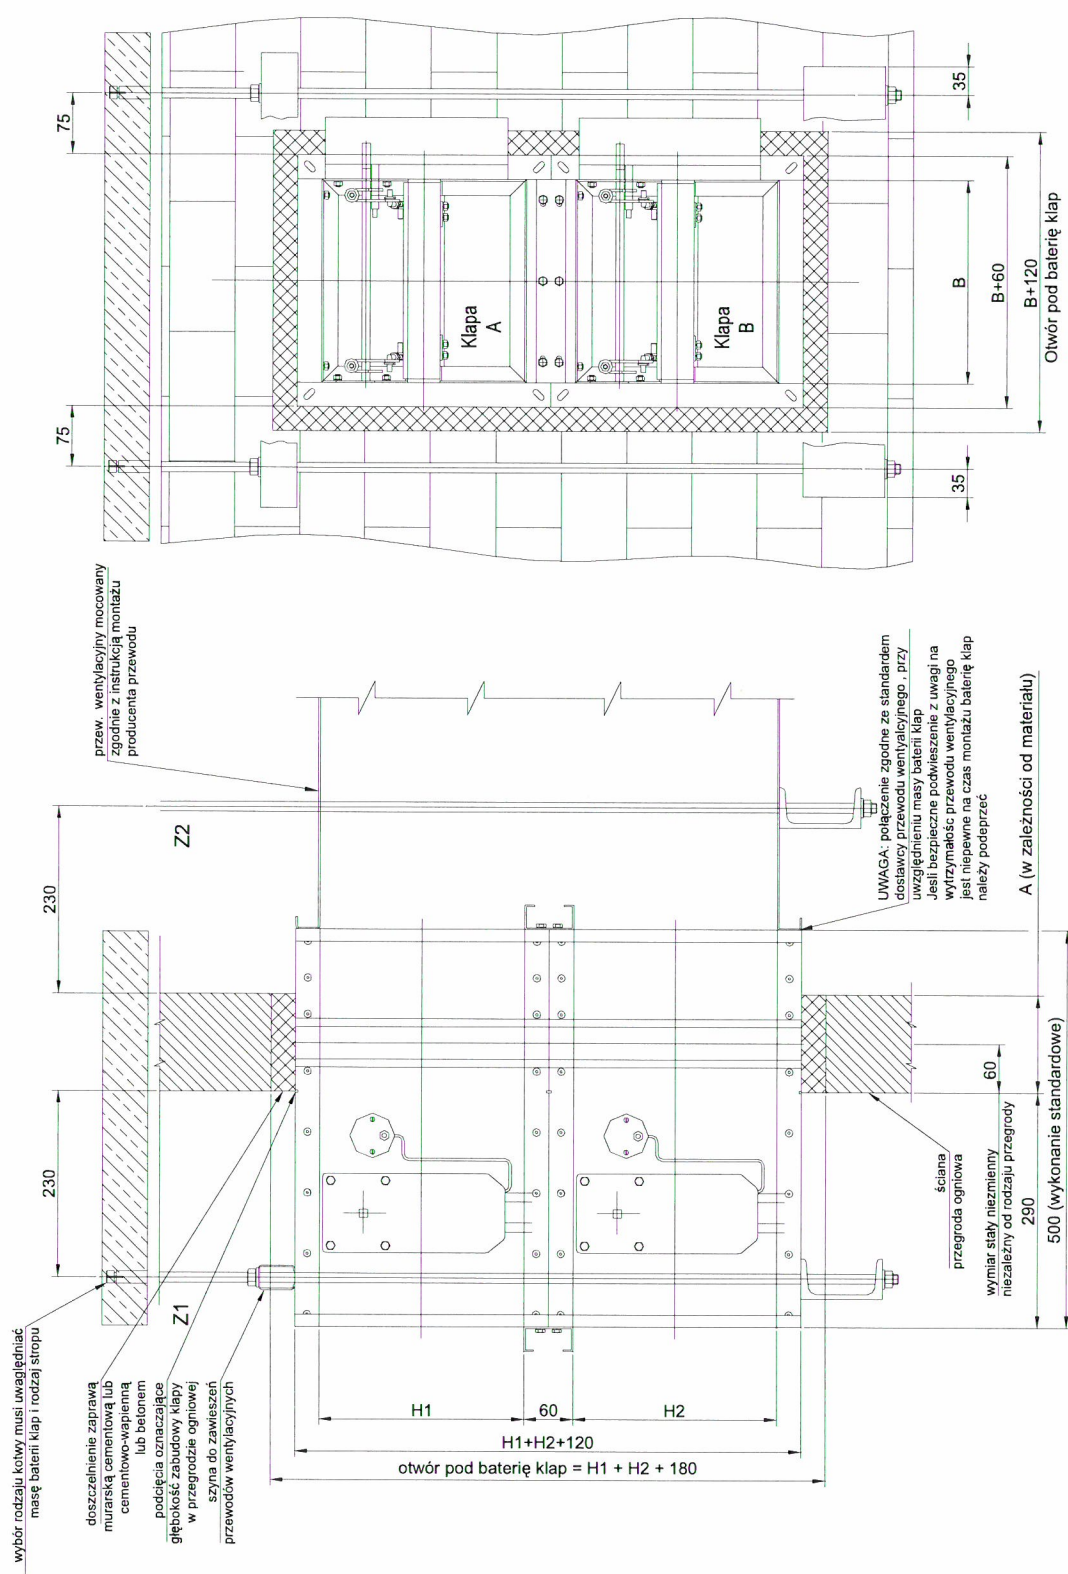 wybór rodzaju kotwy musi uwaględniać
masę baterii klap i rodzaj stropu
230
230
przew. wentylacyjny mocowany
zgodnie z instrukcją montażu
producenta przewodu
doszczelnienie zaprawą
murarską cementową lub
cementowo-wapienną
lub betonem
podcięcia oznaczające
głębokość zabudowy klapy
w przegrodzie ogniowej
szyna do zawieszeń
przewodów wentylacyjnych
Z1
Z2
H1
60
H2
H1+H2+120
otwór pod baterię klap = H1 + H2 + 180
UWAGA: połączenie zgodne ze standardem
dostawcy przewodu wentyalcyjnego , przy
uwzględnieniu masy baterii klap
Jesli bezpieczne podwieszenie z uwagi na
wytrzymałośc przewodu wentylacyjnego
jest niepewne na czas montażu baterię klap
należy podeprzeć
ściana
przegroda ogniowa
wymiar stały niezmienny
niezależny od rodzaju przegrody
60
290
A (w zależności od materiału)
500 (wykonanie standardowe)
75
75
Klapa
A
Klapa
B
35
35
B
B+60
B+120
Otwór pod baterię klap